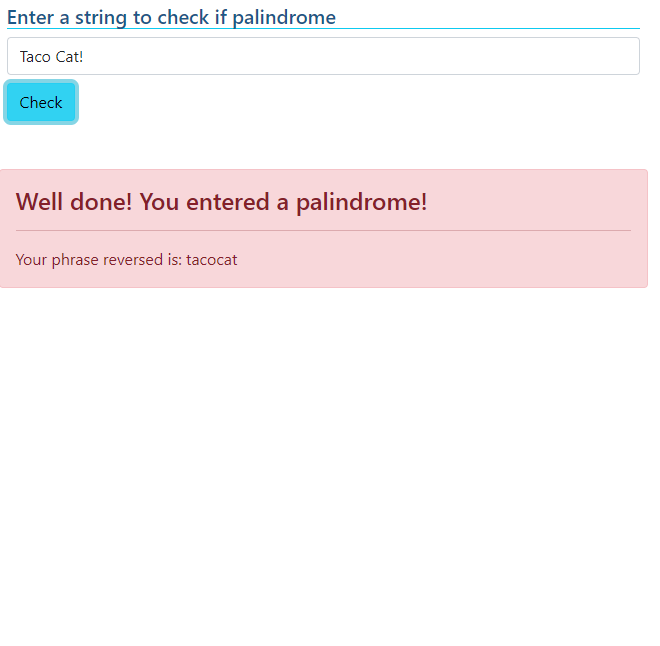 Enter a string to check if palindrome
Taco Cat!
Check
Well done! You entered a palindrome!
Your phrase reversed is: tacocat